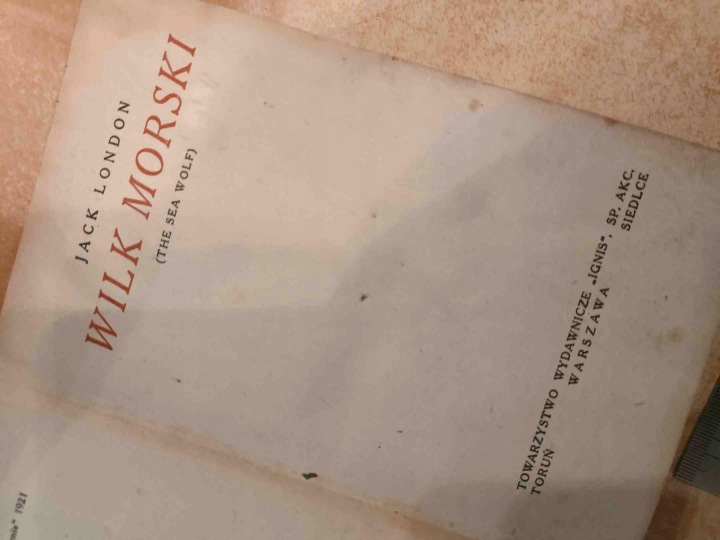 JACK LONDON
WILK MORSKI
(THE SEA WOLF)
TOWARZYSTWO WYDAWNICZE „IGNIS“, SP. AKC.
TORUŃ WARSZAWA SIEDLCE
1921